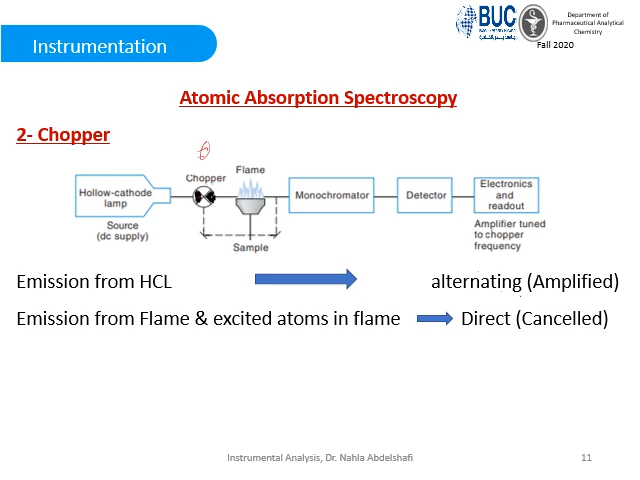 BUC
Department of
Pharmaceutical Analytical
Chemistry
Fall 2020
Instrumentation
Atomic Absorption Spectroscopy
2- Chopper
Chopper
Flame
Hollow-cathode
lamp
Monochromator
Detector
Electronics
and
readout
Source
(dc supply)
Sample
Amplifier tuned
to chopper
frequency
Emission from HCL alternating (Amplified)
Emission from Flame & excited atoms in flame Direct (Cancelled)
Instrumental Analysis, Dr. Nahla Abdelshafi
11